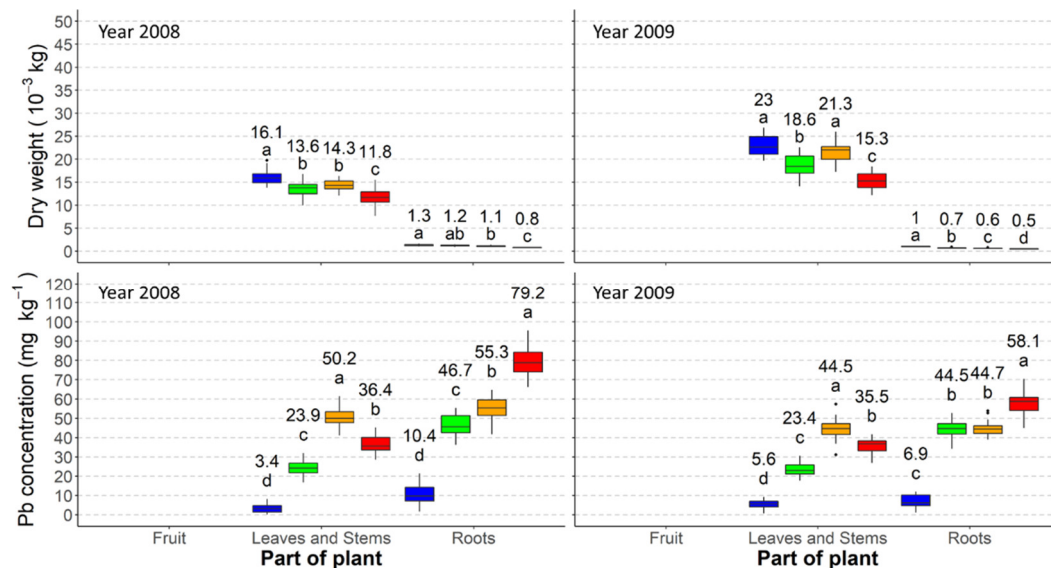 Dry weight ( 10⁻³ kg)
50
45
40
35
30
25
20
15
10
5
0
Year 2008
16.1
a
13.6
b
14.3
b
11.8
c
1.3
a
1.2
ab
1.1
b
0.8
c
Year 2009
23
a
18.6
b
21.3
a
15.3
c
1
a
0.7
b
0.6
c
0.5
d
Pb concentration (mg kg⁻¹)
120
110
100
90
80
70
60
50
40
30
20
10
0
Year 2008
3.4
d
23.9
c
50.2
a
36.4
b
10.4
d
46.7
c
55.3
b
79.2
a
Year 2009
5.6
d
23.4
c
44.5
a
35.5
b
6.9
c
44.5
b
44.7
b
58.1
a
Fruit Leaves and Stems Roots
Part of plant
Fruit Leaves and Stems Roots
Part of plant